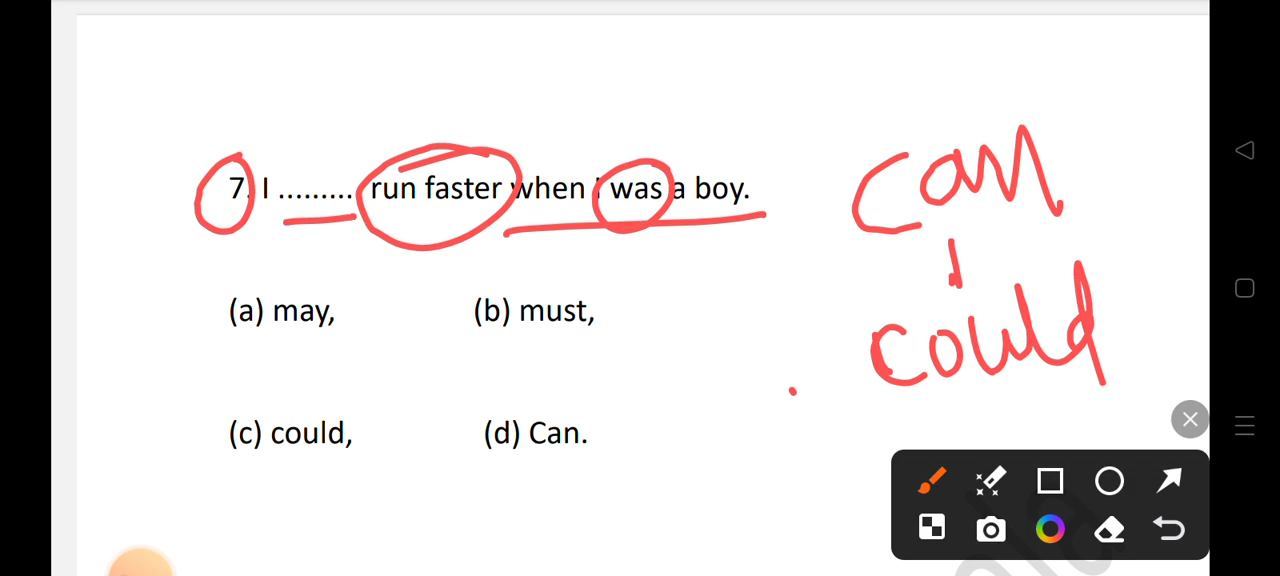 7. I ......... run faster when I was a boy.
can
could
(a) may, (b) must,
(c) could, (d) Can.